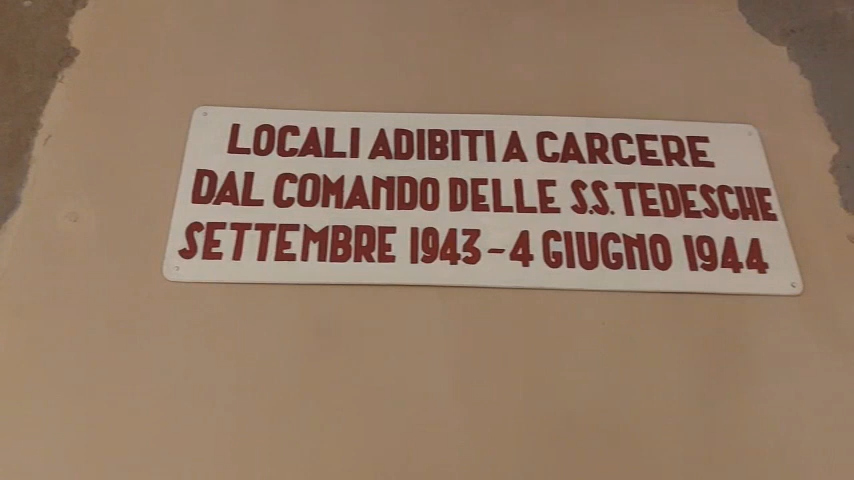 LOCALI ADIBITI A CARCERE
DAL COMANDO DELLE S.S. TEDESCHE
SETTEMBRE 1943 - 4 GIUGNO 1944